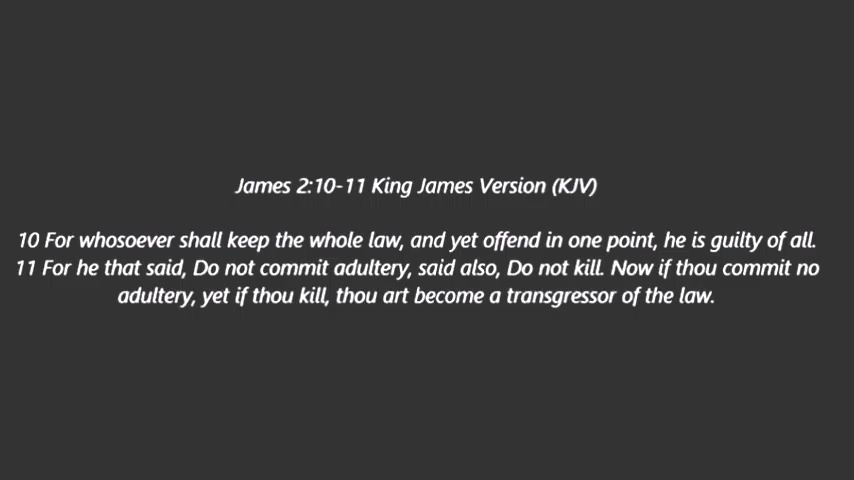 James 2:10-11 King James Version (KJV)
10 For whosoever shall keep the whole law, and yet offend in one point, he is guilty of all.
11 For he that said, Do not commit adultery, said also, Do not kill. Now if thou commit no
adultery, yet if thou kill, thou art become a transgressor of the law.